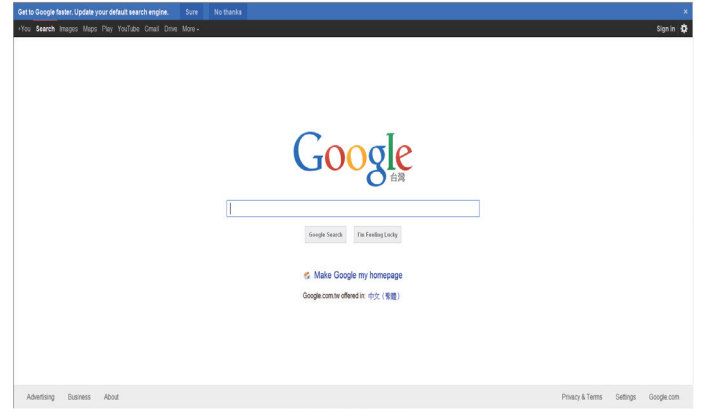 Get to Google faster. Update your default search engine. Sure No thanks ×
+You Search Images Maps Play YouTube Gmail Drive More Sign in
Google
台灣
Google Search I'm Feeling Lucky
Make Google my homepage
Google.com.tw offered in: 中文（繁體）
Advertising Business About Privacy & Terms Settings Google.com